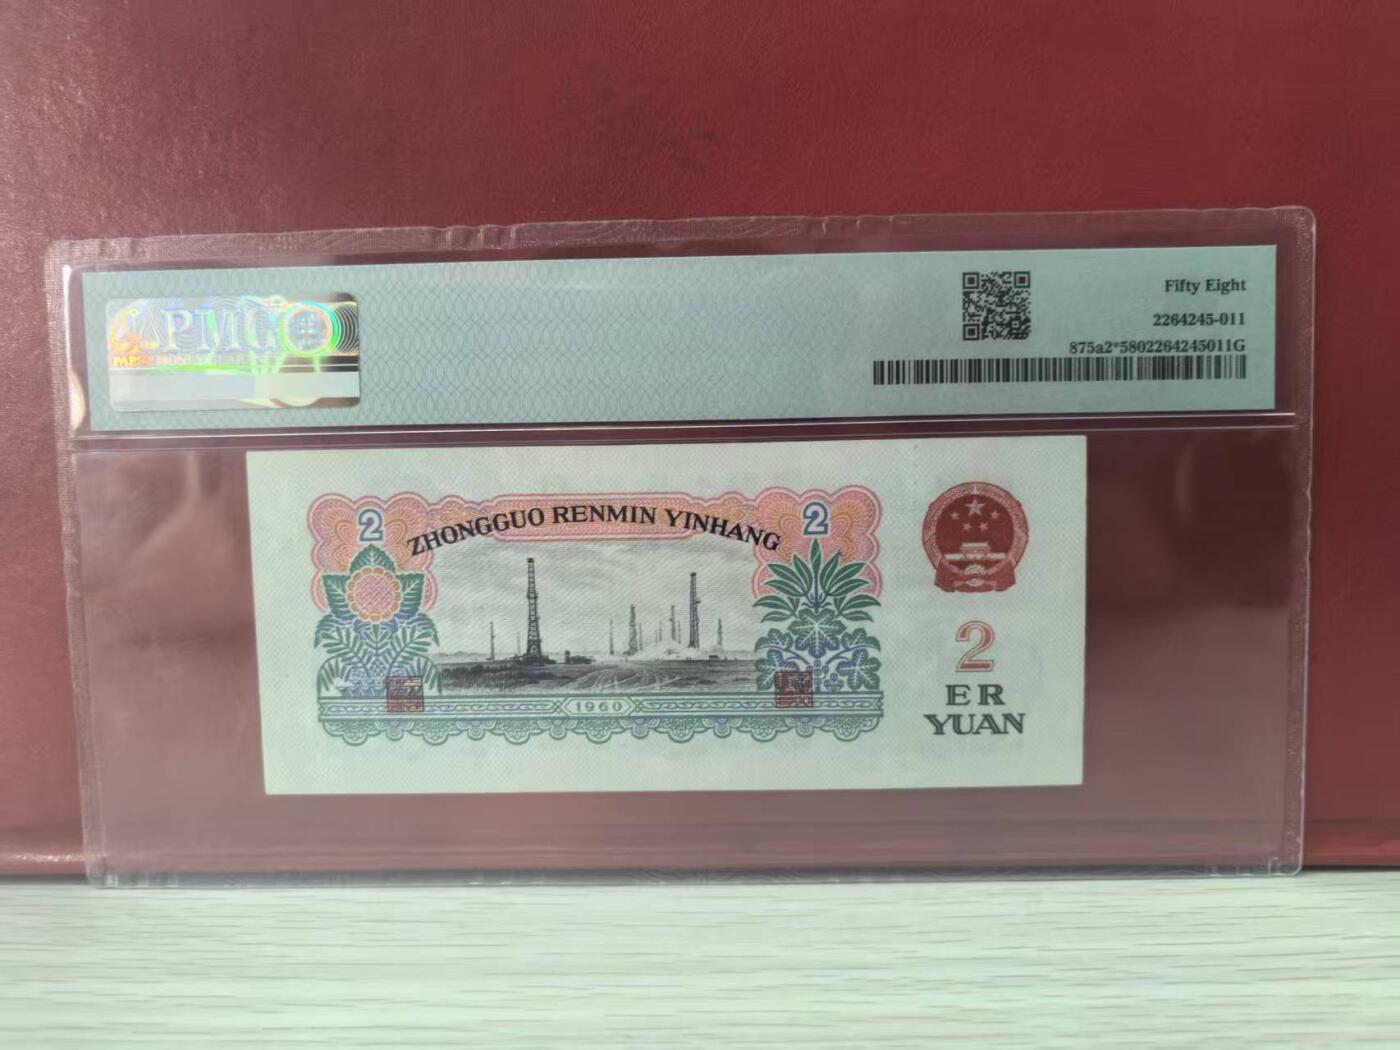 Fifty Eight
PMG
2264245-011
875a2*5802264245011G
2 ZHONGGUO RENMIN YINHANG 2
2
ER
YUAN
1960